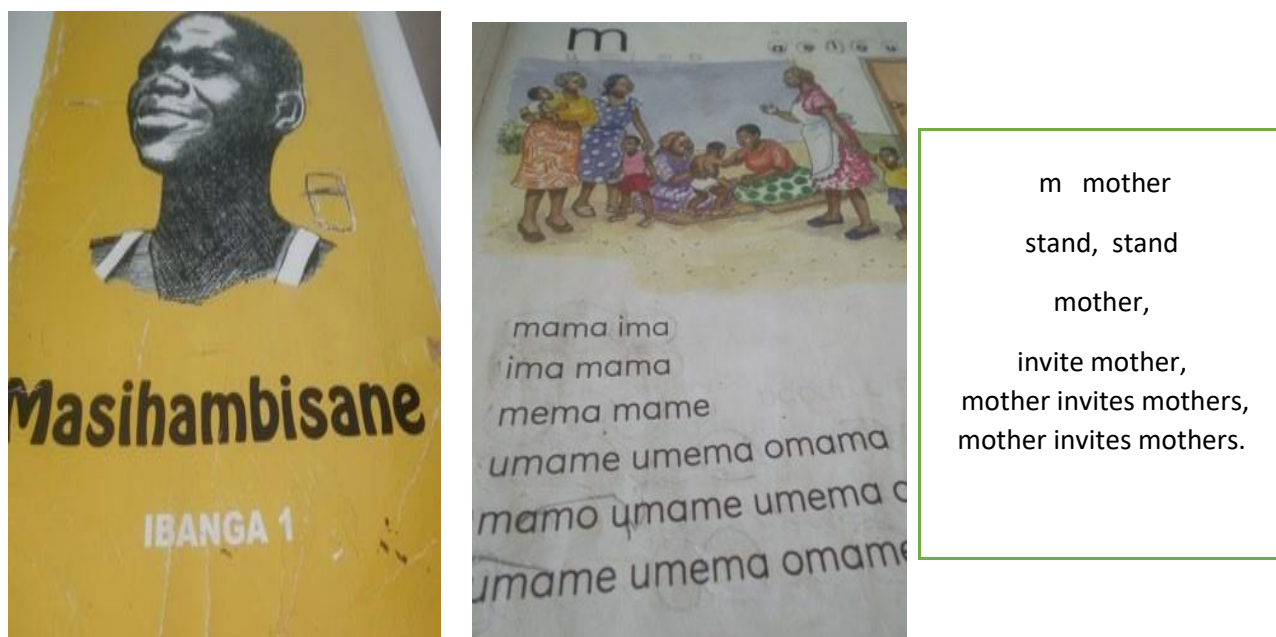 Masihambisane
IBANGA 1
m
a e i o u
mama ima
ima mama
mema mame
umame umema omama
mamo umame umema
umame umema omame
m mother
stand, stand
mother,
invite mother,
mother invites mothers,
mother invites mothers.